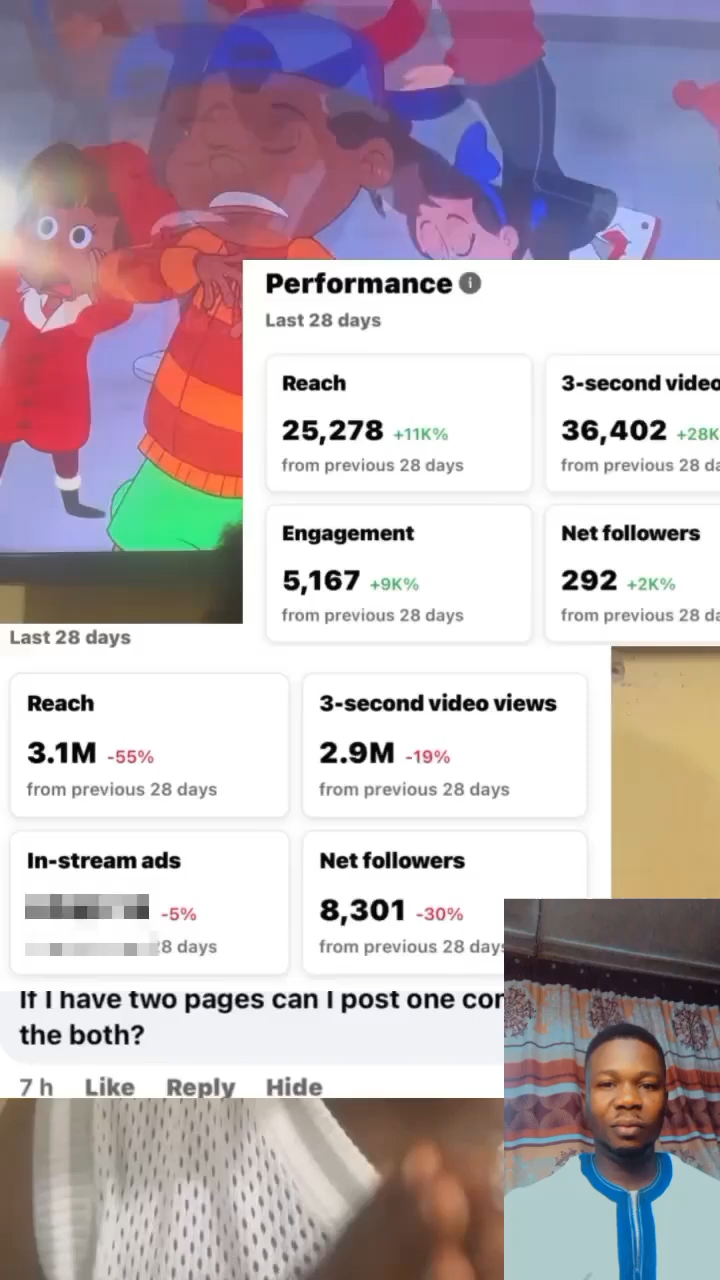 Performance
Last 28 days
Reach
3-second video
25,278 +11K%
36,402 +28K
from previous 28 days
from previous 28 da
Engagement
Net followers
5,167 +9K%
292 +2K%
from previous 28 days
from previous 28 da
Last 28 days
Reach
3-second video views
3.1M -55%
2.9M -19%
from previous 28 days
from previous 28 days
In-stream ads
Net followers
-5%
8,301 -30%
28 days
from previous 28 days
If I have two pages can I post one con
the both?
7 h Like Reply Hide